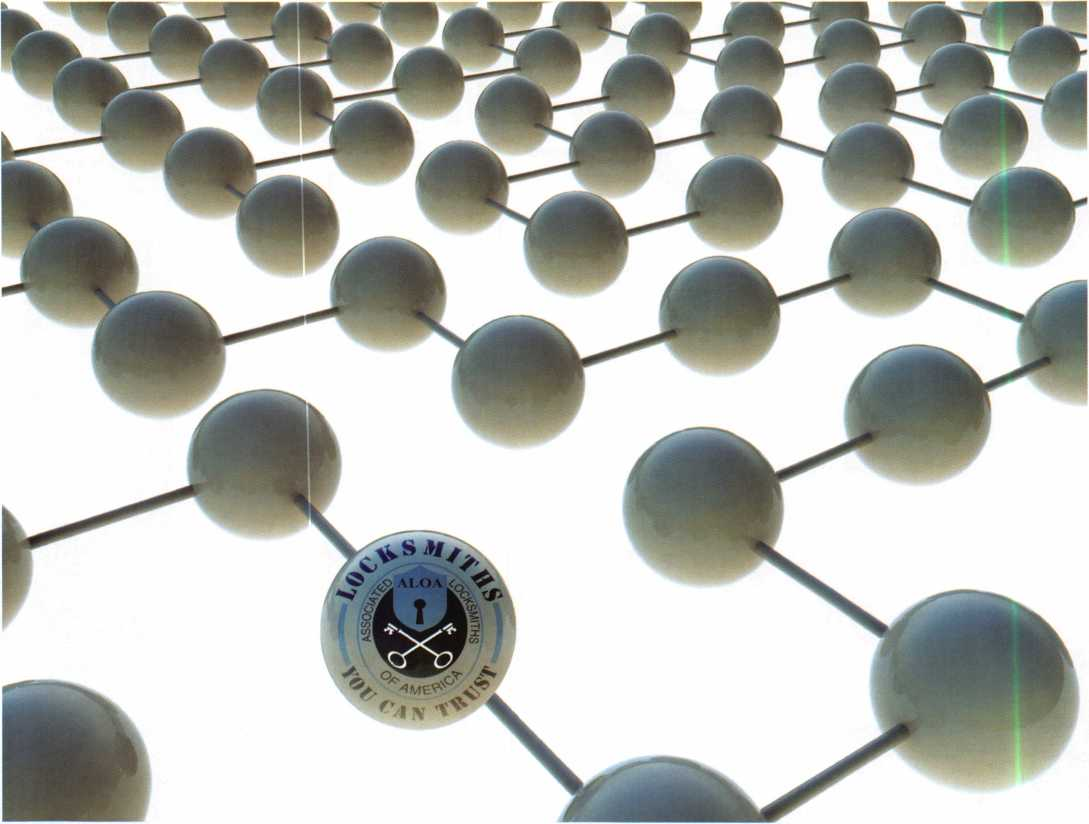 LOCKSMITHS
ALOA
ASSOCIATED LOCKSMITHS
OF AMERICA
YOU CAN TRUST